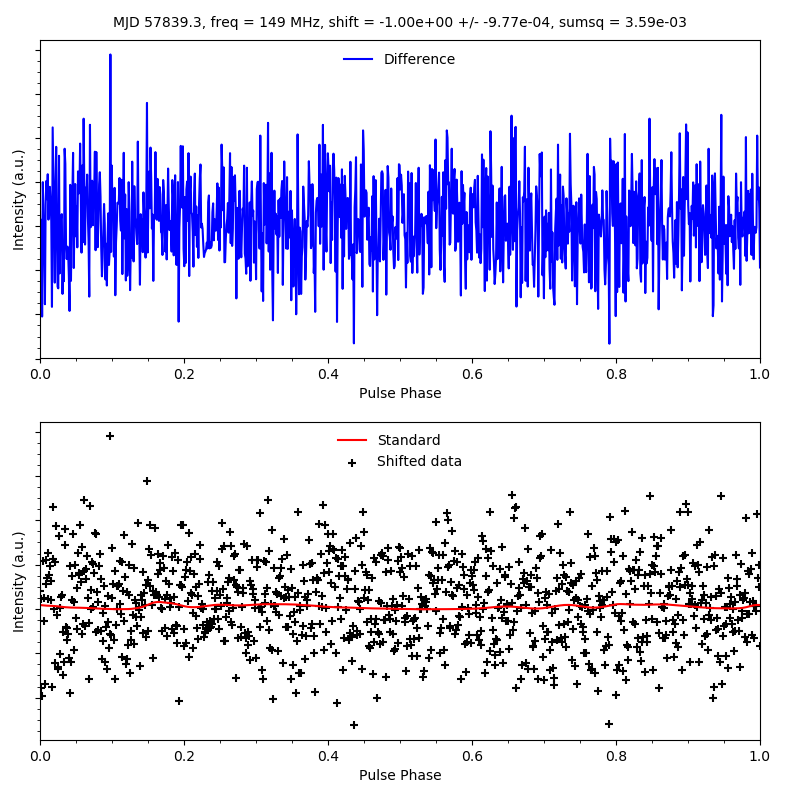 MJD 57839.3, freq = 149 MHz, shift = -1.00e+00 +/- -9.77e-04, sumsq = 3.59e-03
Difference
Intensity (a.u.)
0.0 0.2 0.4 0.6 0.8 1.0
Pulse Phase
Standard
Shifted data
Intensity (a.u.)
0.0 0.2 0.4 0.6 0.8 1.0
Pulse Phase